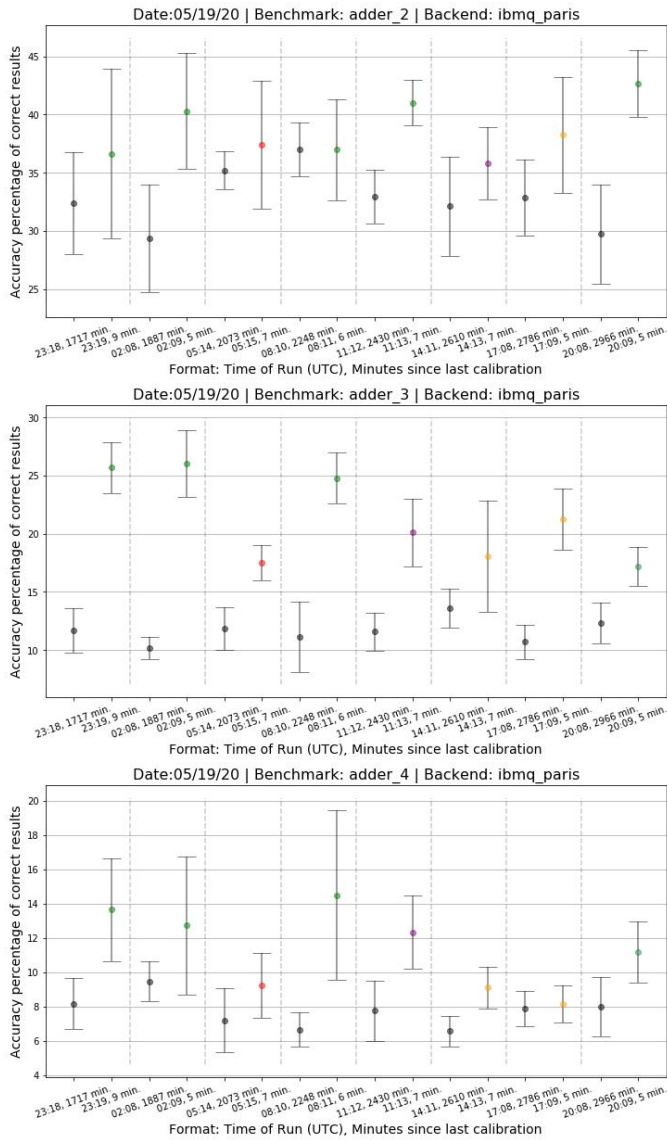 Date:05/19/20 | Benchmark: adder_2 | Backend: ibmq_paris
Accuracy percentage of correct results
45
40
35
30
25
23:18, 1717 min.
23:19, 9 min.
02:08, 1887 min.
02:09, 5 min.
05:14, 2073 min.
05:15, 7 min.
08:10, 2248 min.
08:11, 6 min.
11:12, 2430 min.
11:13, 7 min.
14:11, 2610 min.
14:13, 7 min.
17:08, 2786 min.
17:09, 5 min.
20:08, 2966 min.
20:09, 5 min.
Format: Time of Run (UTC), Minutes since last calibration
Date:05/19/20 | Benchmark: adder_3 | Backend: ibmq_paris
Accuracy percentage of correct results
30
25
20
15
10
23:18, 1717 min.
23:19, 9 min.
02:08, 1887 min.
02:09, 5 min.
05:14, 2073 min.
05:15, 7 min.
08:10, 2248 min.
08:11, 6 min.
11:12, 2430 min.
11:13, 7 min.
14:11, 2610 min.
14:13, 7 min.
17:08, 2786 min.
17:09, 5 min.
20:08, 2966 min.
20:09, 5 min.
Format: Time of Run (UTC), Minutes since last calibration
Date:05/19/20 | Benchmark: adder_4 | Backend: ibmq_paris
Accuracy percentage of correct results
20
18
16
14
12
10
8
6
4
23:18, 1717 min.
23:19, 9 min.
02:08, 1887 min.
02:09, 5 min.
05:14, 2073 min.
05:15, 7 min.
08:10, 2248 min.
08:11, 6 min.
11:12, 2430 min.
11:13, 7 min.
14:11, 2610 min.
14:13, 7 min.
17:08, 2786 min.
17:09, 5 min.
20:08, 2966 min.
20:09, 5 min.
Format: Time of Run (UTC), Minutes since last calibration